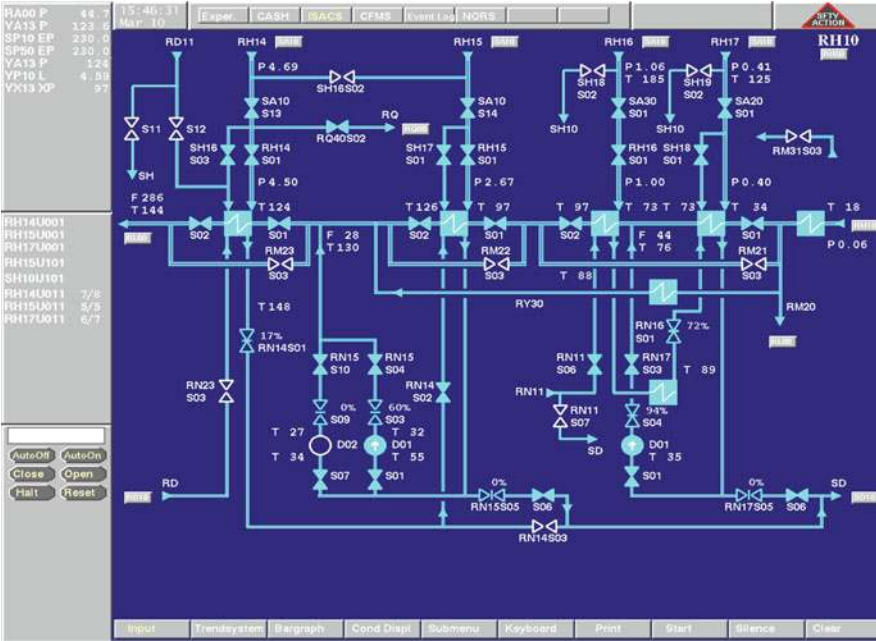 RA00 P 44.7
YA13 P 123.6
SP10 EP 230.0
SP50 EP 230.0
YA13 P 124
YP10 L 4.59
YX13 XP 97
15:46:31
Mar 10
Exper. CASH ISACS CFMS Event Log NORS
SFTY ACTION
RH10
RD11 RH14 RH15 RH16 RH17
P 4.69
P 1.06
T 185
P 0.41
T 125
SH16S02
SH18 S02
SH19 S02
SA10 S13
SA10 S14
SA30 S01
SA20 S01
S11 S12
RQ
RQ40S02
SH10 SH10
RM31S03
SH16 S03
RH14 S01
SH17 S01
RH15 S01
RH16 S01
SH18 S01
SH
P 4.50 P 2.67 P 1.00 P 0.40
F 286
T 144
T 124 T 126 T 97 T 97 T 73 T 73 T 34 T 18
S02 S01 S02 S01 S02 S01
P 0.06
F 28
T 130
F 44
T 76
RM23 S03
RM22 S03
RM21 S03
T 88
RY30
RM20
T 148
17%
RN14S01
RN16 S01 72%
RN15 S10
RN15 S04
RN11 S06
RN17 S03
T 89
RN23 S03
RN14 S02
RN11
0% S09
60% S03
RN11 S07
94% S04
SD
T 27 D02 T 32 D01
T 34 T 55
D01
T 35
S07 S01 S01
RD
0%
RN15S05 S06
0%
RN17S05 S06
SD
RN14S03
RH14U001
RH15U001
RH17U001
RH15U101
SH10U101
RH14U011 7/8
RH15U011 5/5
RH17U011 6/7
AutoOff AutoOn
Close Open
Halt Reset
Input Trendsystem Bargraph Cond Displ Submenu Keyboard Print Start Silence Clear